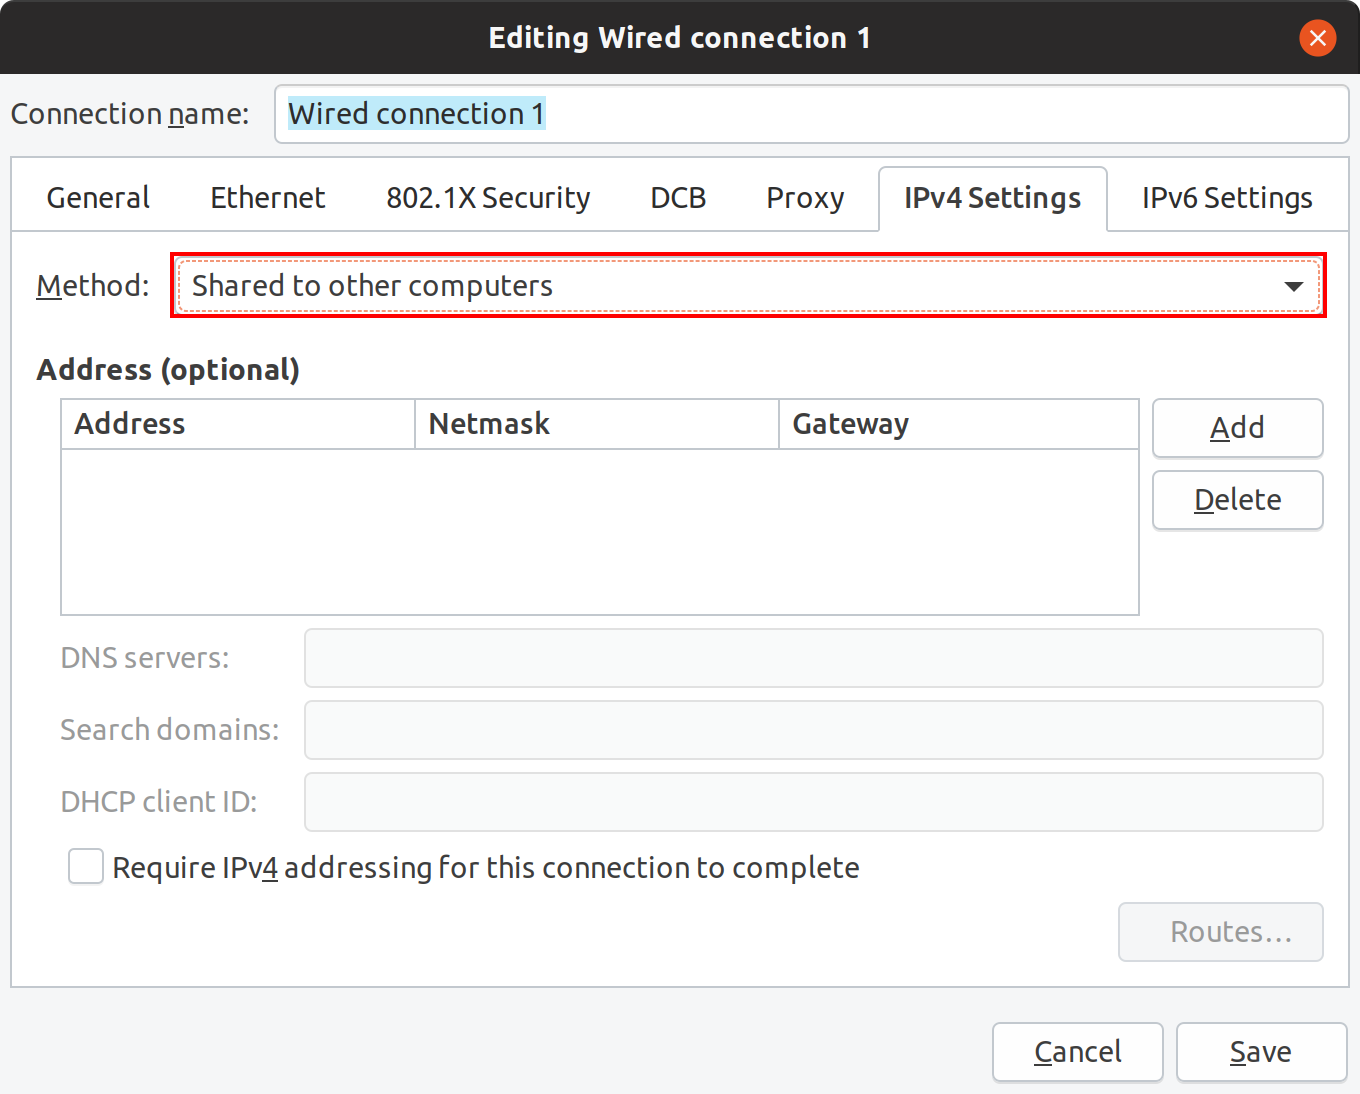 Editing Wired connection 1
Connection name: Wired connection 1
General Ethernet 802.1X Security DCB Proxy IPv4 Settings IPv6 Settings
Method: Shared to other computers
Address (optional)
Address Netmask Gateway
Add
Delete
DNS servers:
Search domains:
DHCP client ID:
Require IPv4 addressing for this connection to complete
Routes...
Cancel Save